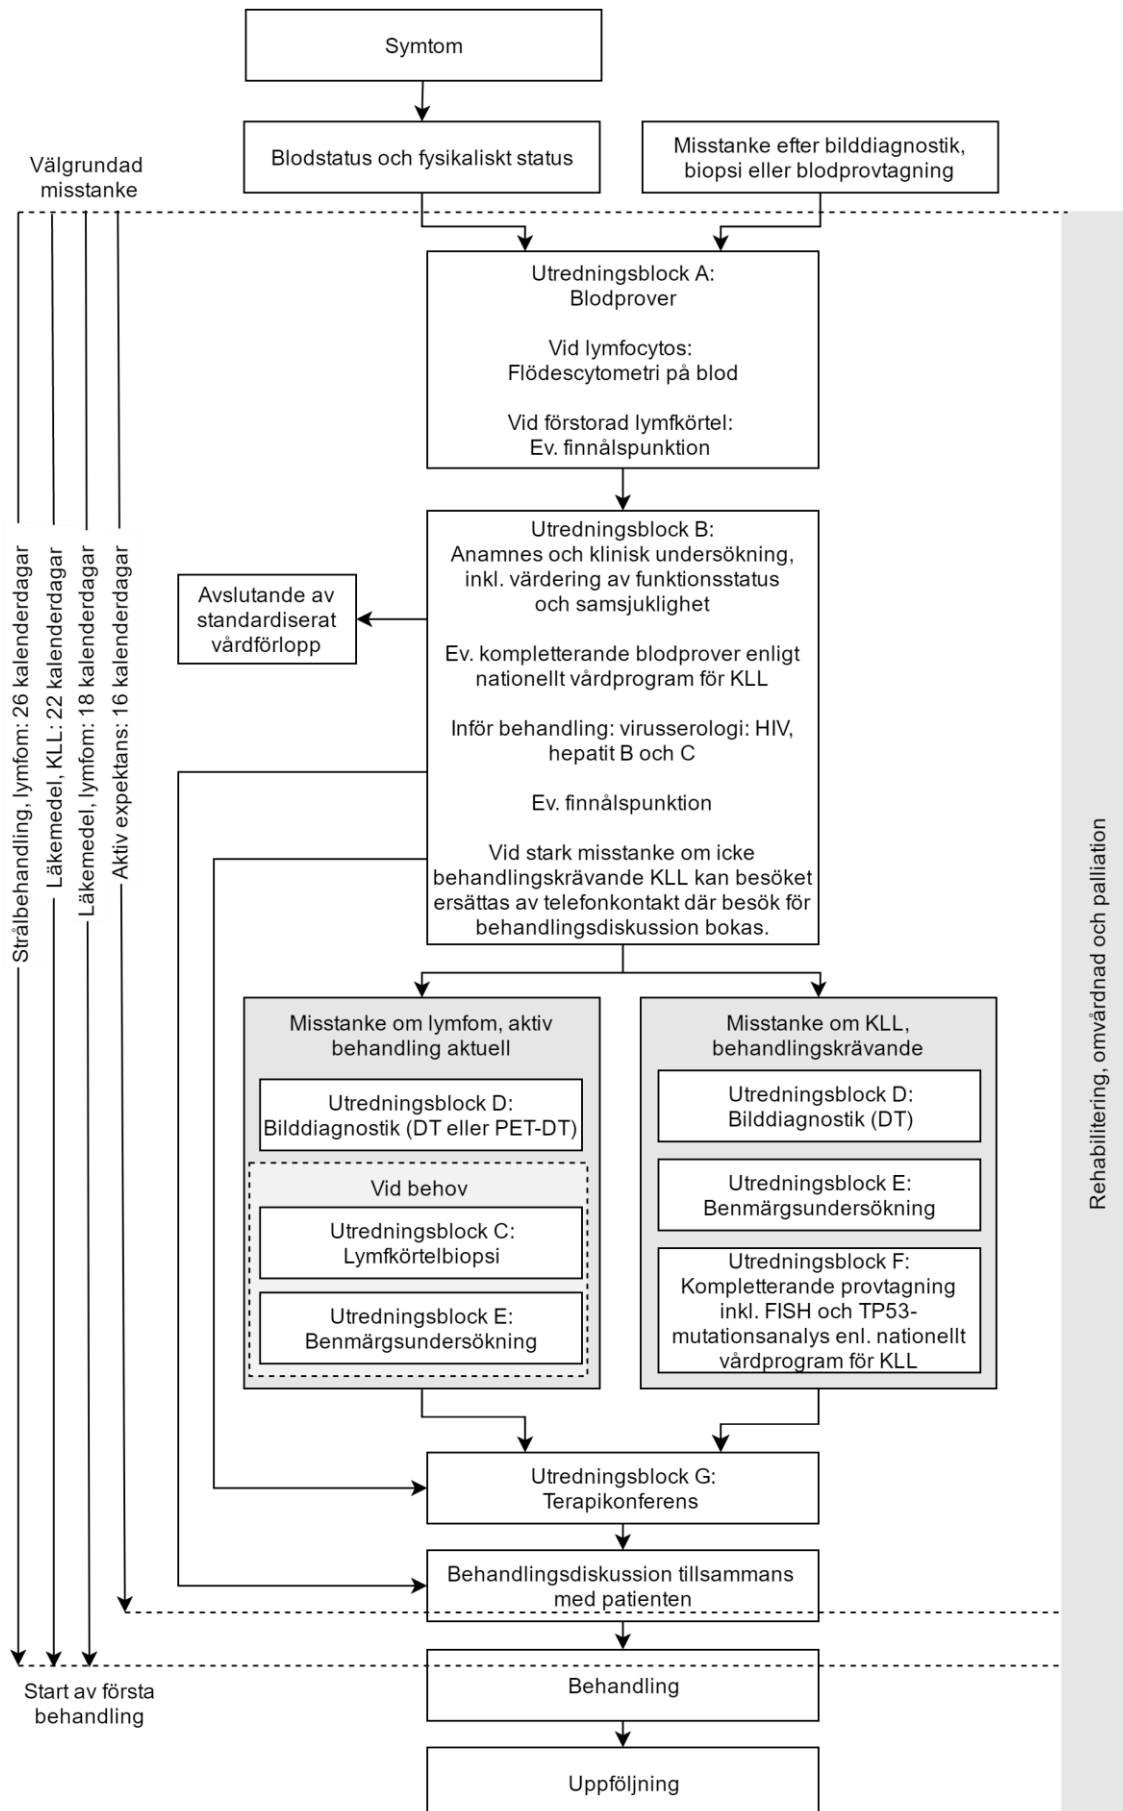 Symtom
Blodstatus och fysikaliskt status
Misstanke efter bilddiagnostik,
biopsi eller blodprovtagning
Välgrundad
misstanke
Utredningsblock A:
Blodprover
Vid lymfocytos:
Flödescytometri på blod
Vid förstorad lymfkörtel:
Ev. finnålspunktion
Utredningsblock B:
Anamnes och klinisk undersökning,
inkl. värdering av funktionsstatus
och samsjuklighet
Ev. kompletterande blodprover enligt
nationellt vårdprogram för KLL
Inför behandling: virusserologi: HIV,
hepatit B och C
Ev. finnålspunktion
Vid stark misstanke om icke
behandlingskrävande KLL kan besöket
ersättas av telefonkontakt där besök för
behandlingsdiskussion bokas.
Avslutande av
standardiserat
vårdförlopp
Strålbehandling, lymfom: 26 kalenderdagar
Läkemedel, KLL: 22 kalenderdagar
Läkemedel, lymfom: 18 kalenderdagar
Aktiv expektans: 16 kalenderdagar
Misstanke om lymfom, aktiv
behandling aktuell
Utredningsblock D:
Bilddiagnostik (DT eller PET-DT)
Vid behov
Utredningsblock C:
Lymfkörtelbiopsi
Utredningsblock E:
Benmärgsundersökning
Misstanke om KLL,
behandlingskrävande
Utredningsblock D:
Bilddiagnostik (DT)
Utredningsblock E:
Benmärgsundersökning
Utredningsblock F:
Kompletterande provtagning
inkl. FISH och TP53-
mutationsanalys enl. nationellt
vårdprogram för KLL
Utredningsblock G:
Terapikonferens
Behandlingsdiskussion tillsammans
med patienten
Start av första
behandling
Behandling
Uppföljning
Rehabilitering, omvårdnad och palliation